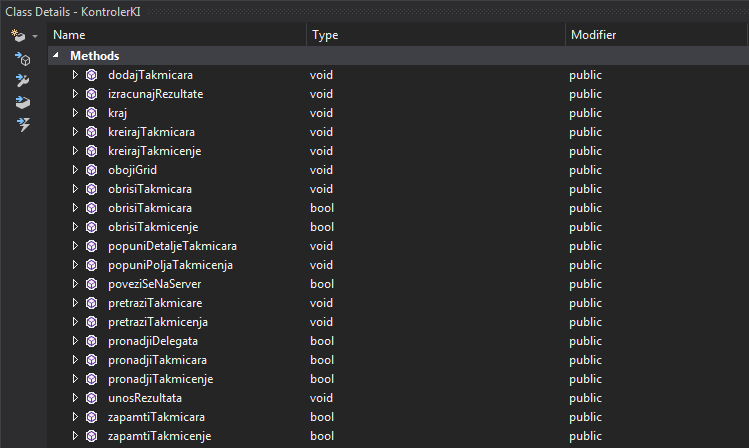 Class Details - KontrolerKI
Name Type Modifier
Methods
dodajTakmicara void public
izracunajRezultate void public
kraj void public
kreirajTakmicara void public
kreirajTakmicenje void public
obojiGrid void public
obrisiTakmicara void public
obrisiTakmicara bool public
obrisiTakmicenje bool public
popuniDetaljeTakmicara void public
popuniPoljaTakmicenja void public
poveziSeNaServer bool public
pretraziTakmicare void public
pretraziTakmicenja void public
pronadjiDelegata bool public
pronadjiTakmicara bool public
pronadjiTakmicenje bool public
unosRezultata void public
zapamtiTakmicara bool public
zapamtiTakmicenje bool public